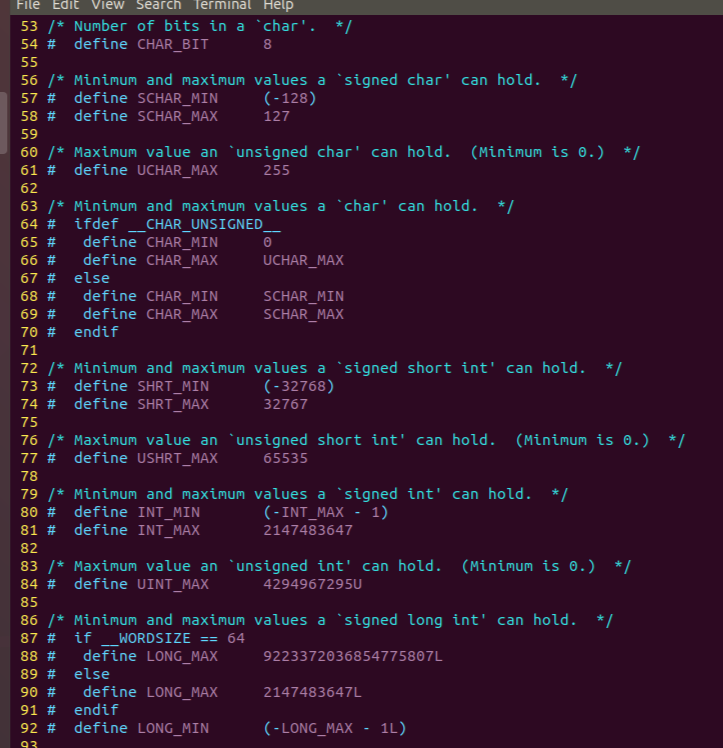 File Edit View Search Terminal Help
53 /* Number of bits in a `char'.  */
54 #  define CHAR_BIT      8
55
56 /* Minimum and maximum values a `signed char' can hold.  */
57 #  define SCHAR_MIN     (-128)
58 #  define SCHAR_MAX     127
59
60 /* Maximum value an `unsigned char' can hold.  (Minimum is 0.)  */
61 #  define UCHAR_MAX     255
62
63 /* Minimum and maximum values a `char' can hold.  */
64 #  ifdef __CHAR_UNSIGNED__
65 #   define CHAR_MIN     0
66 #   define CHAR_MAX     UCHAR_MAX
67 #  else
68 #   define CHAR_MIN     SCHAR_MIN
69 #   define CHAR_MAX     SCHAR_MAX
70 #  endif
71
72 /* Minimum and maximum values a `signed short int' can hold.  */
73 #  define SHRT_MIN      (-32768)
74 #  define SHRT_MAX      32767
75
76 /* Maximum value an `unsigned short int' can hold.  (Minimum is 0.)  */
77 #  define USHRT_MAX     65535
78
79 /* Minimum and maximum values a `signed int' can hold.  */
80 #  define INT_MIN       (-INT_MAX - 1)
81 #  define INT_MAX       2147483647
82
83 /* Maximum value an `unsigned int' can hold.  (Minimum is 0.)  */
84 #  define UINT_MAX      4294967295U
85
86 /* Minimum and maximum values a `signed long int' can hold.  */
87 #  if __WORDSIZE == 64
88 #   define LONG_MAX     9223372036854775807L
89 #  else
90 #   define LONG_MAX     2147483647L
91 #  endif
92 #  define LONG_MIN      (-LONG_MAX - 1L)
93